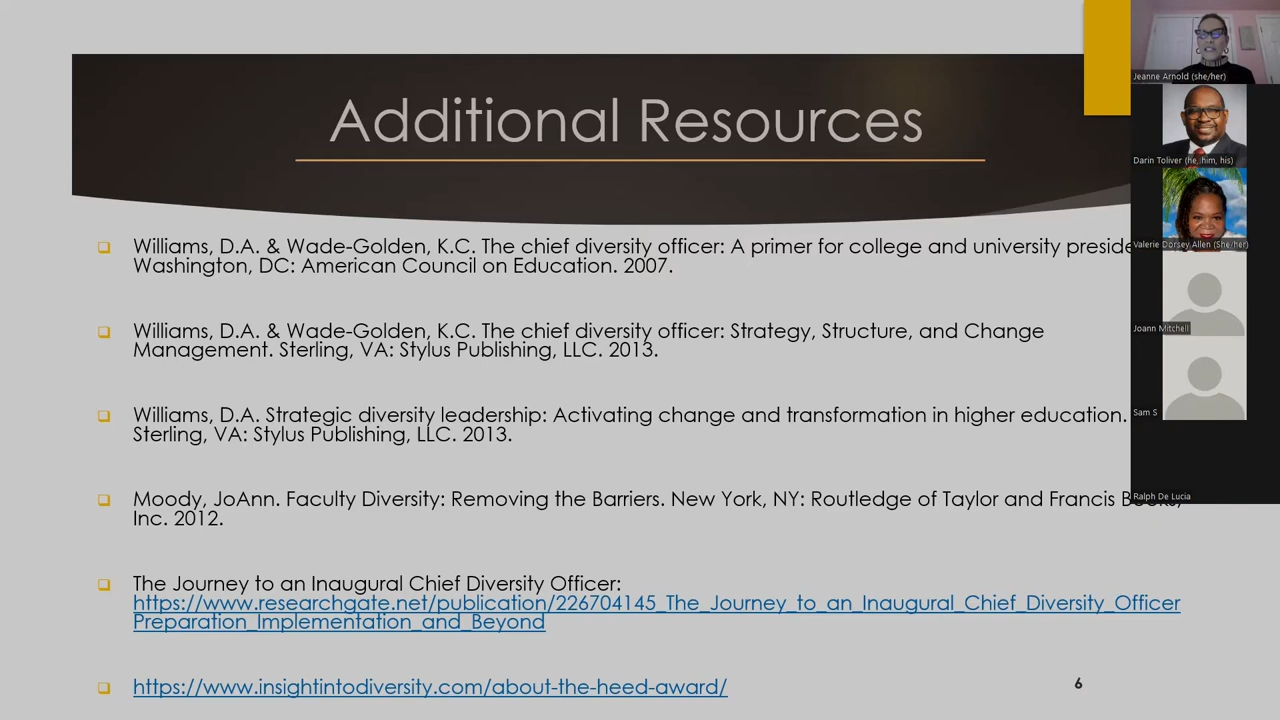 Additional Resources
Williams, D.A. & Wade-Golden, K.C. The chief diversity officer: A primer for college and university
Washington, DC: American Council on Education. 2007.
Williams, D.A. & Wade-Golden, K.C. The chief diversity officer: Strategy, Structure, and Change
Management. Sterling, VA: Stylus Publishing, LLC. 2013.
Williams, D.A. Strategic diversity leadership: Activating change and transformation in higher education.
Sterling, VA: Stylus Publishing, LLC. 2013.
Moody, JoAnn. Faculty Diversity: Removing the Barriers. New York, NY: Routledge of Taylor and Francis
Inc. 2012.
The Journey to an Inaugural Chief Diversity Officer:
https://www.researchgate.net/publication/226704145_The_Journey_to_an_Inaugural_Chief_Diversity_Officer
Preparation_Implementation_and_Beyond
https://www.insightintodiversity.com/about-the-heed-award/
6
Jeanne Arnold (she/her)
Darin Toliver (he, him, his)
Valerie Dorsey Allen (She/her)
Joann Mitchell
Sam S
Ralph De Lucia